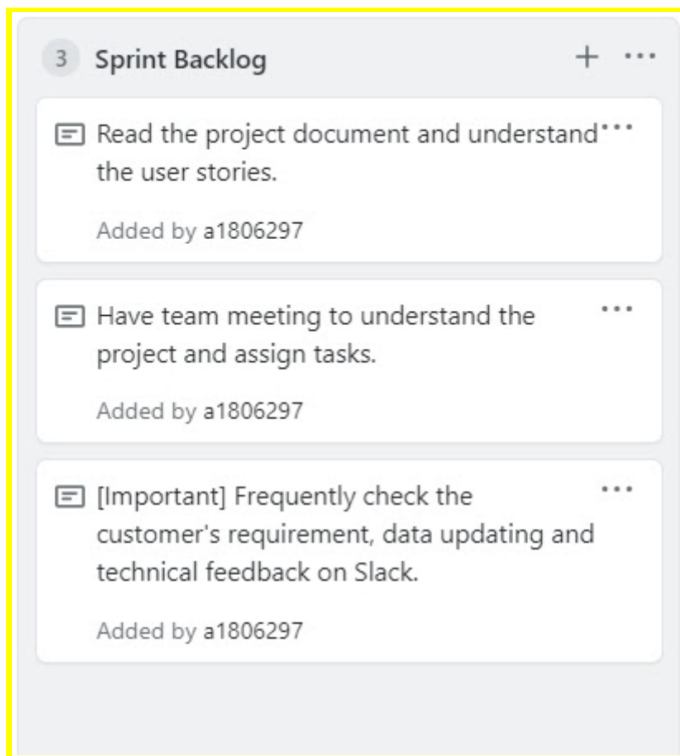 3 Sprint Backlog
Read the project document and understand
the user stories.
Added by a1806297
Have team meeting to understand the
project and assign tasks.
Added by a1806297
[Important] Frequently check the
customer's requirement, data updating and
technical feedback on Slack.
Added by a1806297